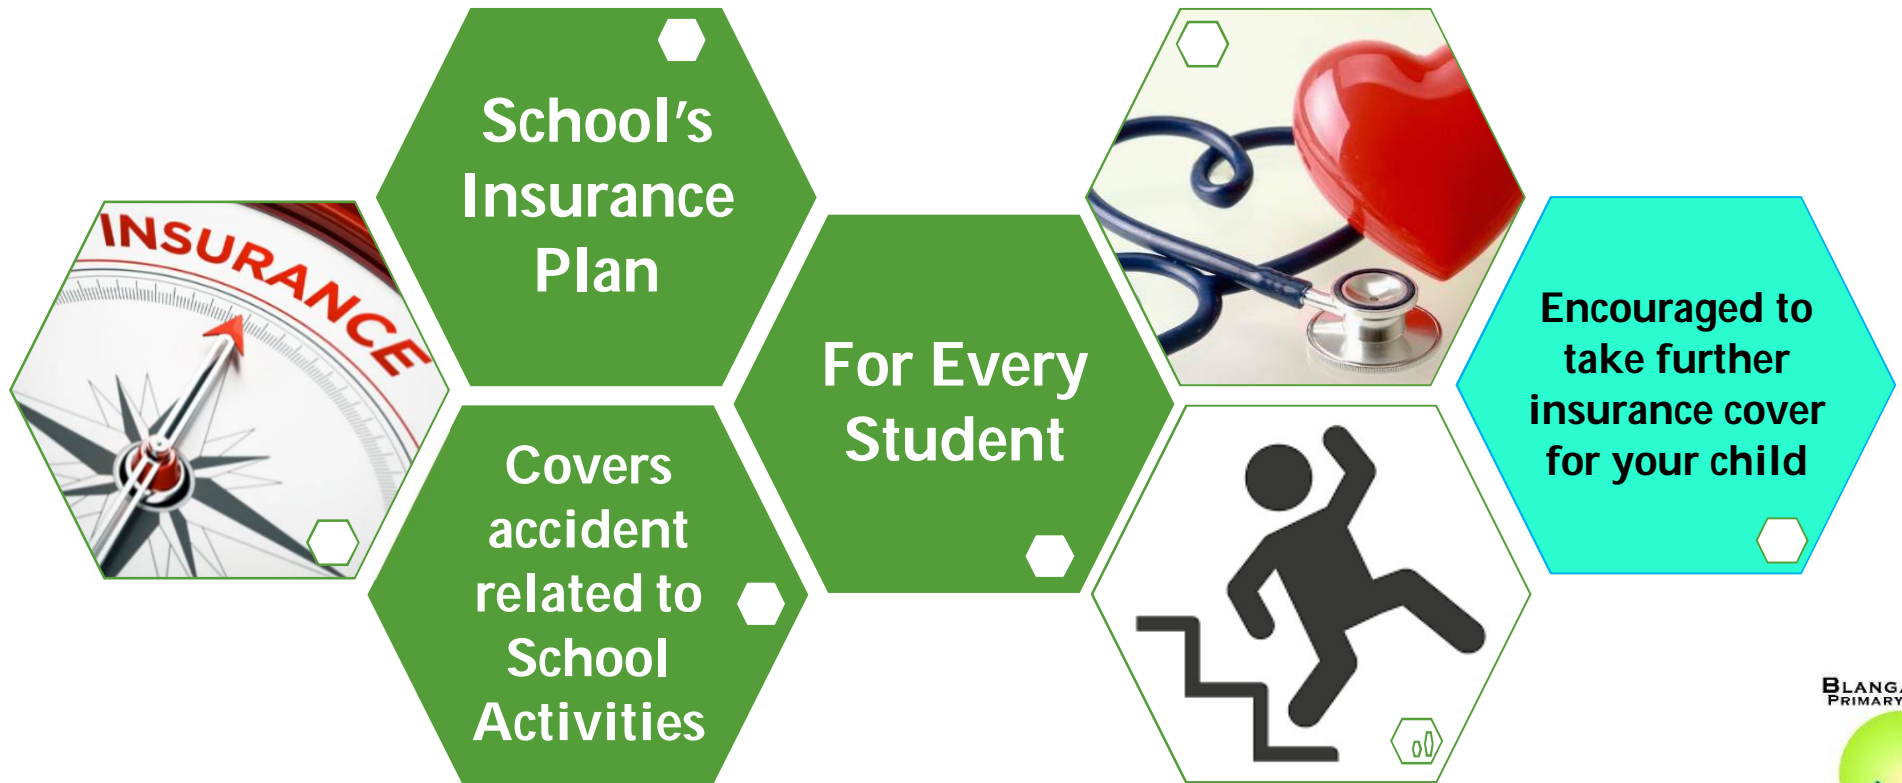 INSURANCE
School's
Insurance
Plan
Covers
accident
related to
School
Activities
For Every
Student
Encouraged to
take further
insurance cover
for your child
PRIMARY